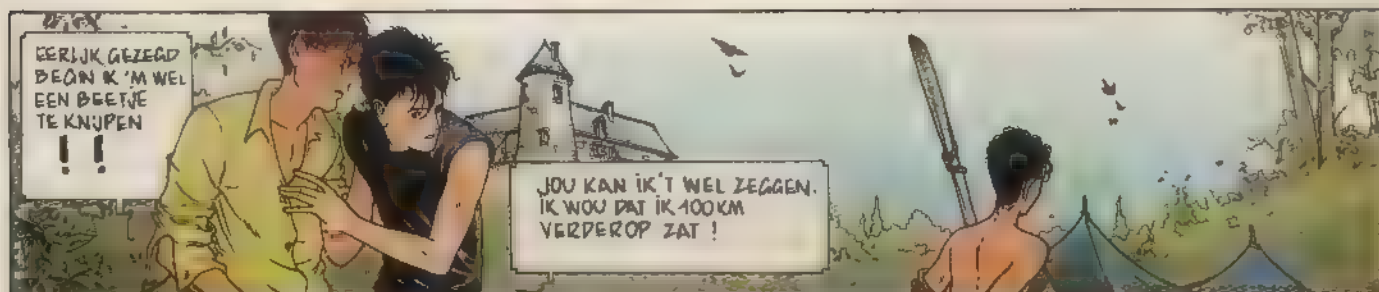 EERLIJK GEZEGD
BEGIN IK 'M WEL
EEN BEETJE
TE KNIJPEN
!!
JOU KAN IK'T WEL ZEGGEN.
IK WOU DAT IK 100KM
VERDEROP ZAT !